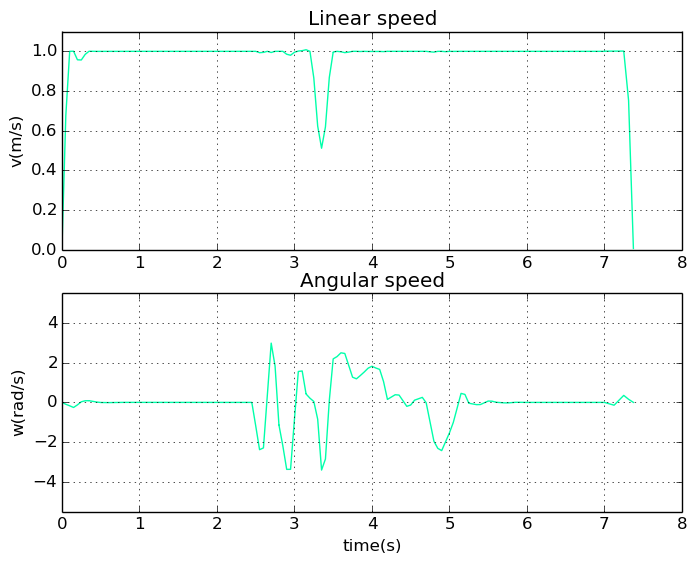 Linear speed
v(m/s)
1.0
0.8
0.6
0.4
0.2
0.0
0 1 2 3 4 5 6 7 8
Angular speed
w(rad/s)
4
2
0
−2
−4
0 1 2 3 4 5 6 7 8
time(s)